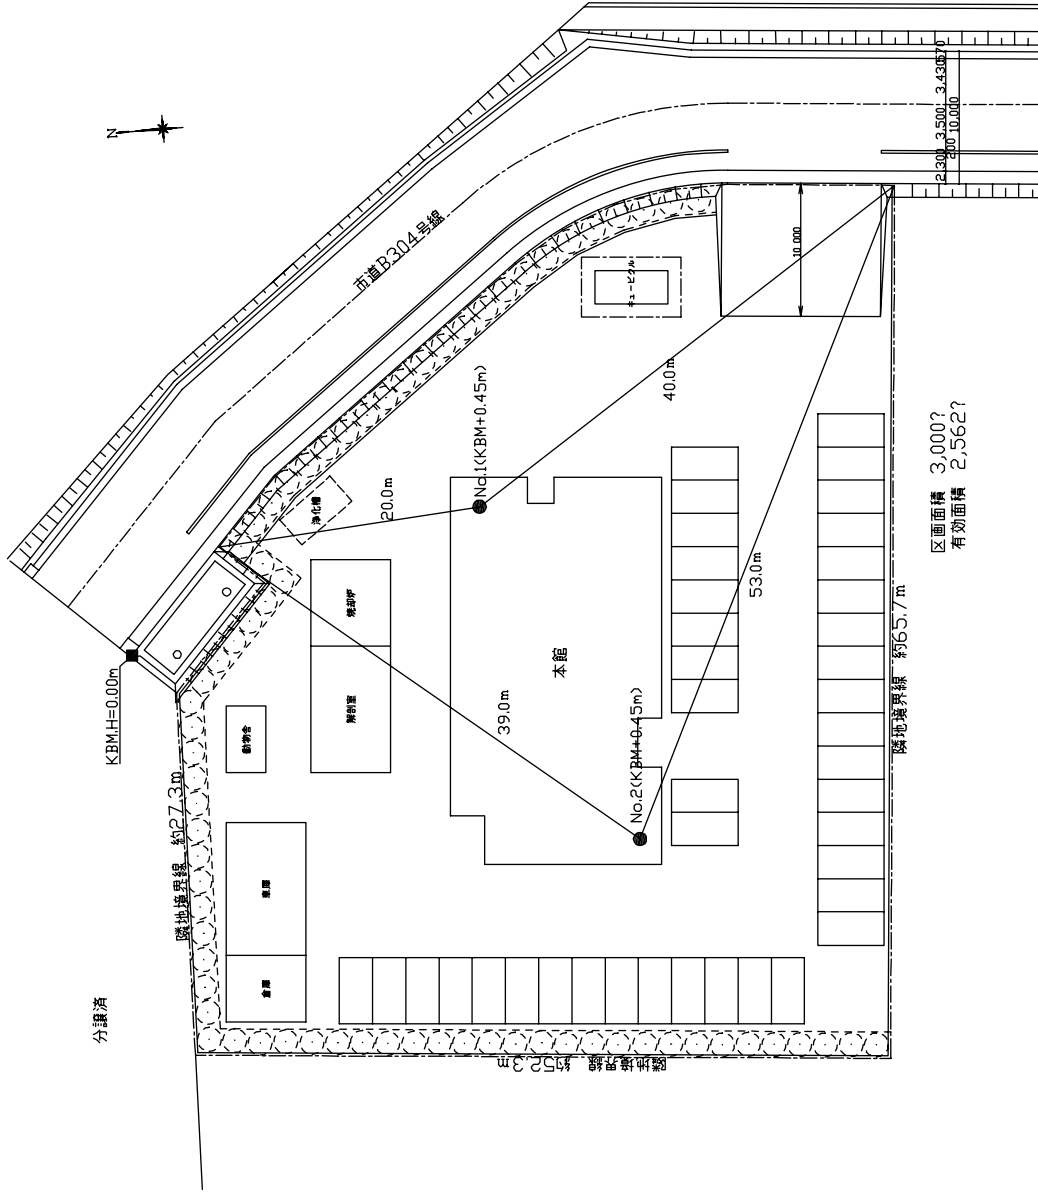 N
市道B304号線
2,300 3,500 3,430 570
200 10,000
10 000
キュービクル
40.0m
No.1(KBM+0.45m)
20.0m
浄化槽
焼却炉
解剖室
本館
53.0m
区画面積 3,000?
有効面積 2,562?
隣地境界線 約65.7m
39.0m
No.2(KBM+0.45m)
KBM.H=0.00m
動物舎
隣地境界線 約27.3m
車庫
倉庫
分譲済
隣地境界線 約52.3m